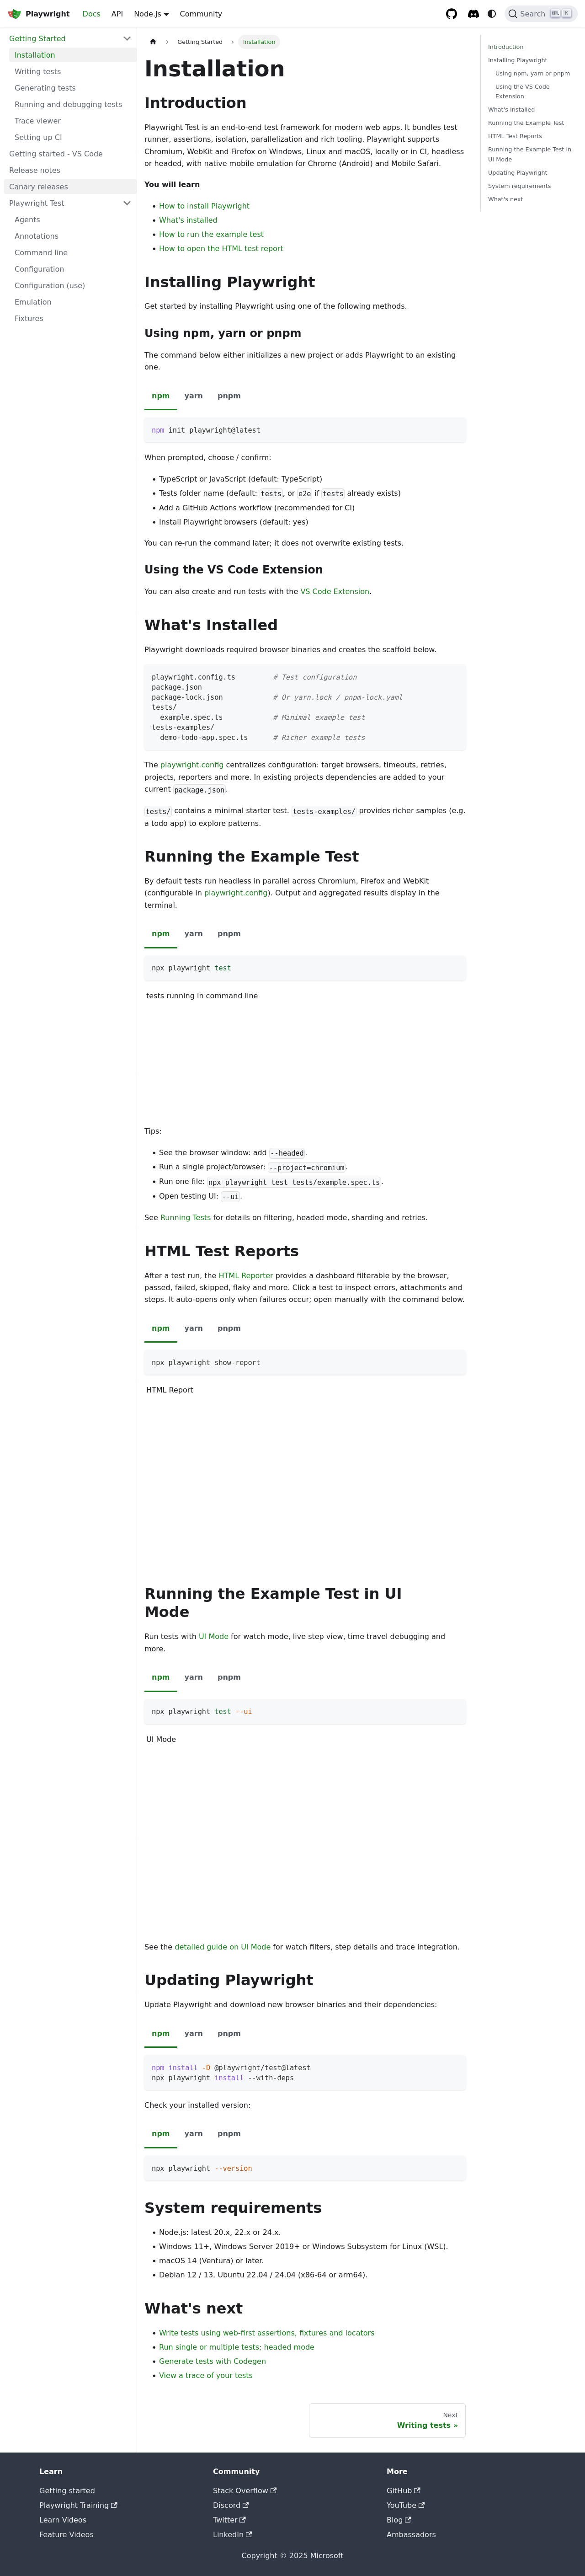 Playwright Docs API Node.js Community Search Ctrl K
Getting Started
Installation
Writing tests
Generating tests
Running and debugging tests
Trace viewer
Setting up CI
Getting started - VS Code
Release notes
Canary releases
Playwright Test
Agents
Annotations
Command line
Configuration
Configuration (use)
Emulation
Fixtures
Getting Started > Installation
Installation
Introduction
Playwright Test is an end-to-end test framework for modern web apps. It bundles test
runner, assertions, isolation, parallelization and rich tooling. Playwright supports
Chromium, WebKit and Firefox on Windows, Linux and macOS, locally or in CI, headless
or headed, with native mobile emulation for Chrome (Android) and Mobile Safari.
You will learn
• How to install Playwright
• What's installed
• How to run the example test
• How to open the HTML test report
Installing Playwright
Get started by installing Playwright using one of the following methods.
Using npm, yarn or pnpm
The command below either initializes a new project or adds Playwright to an existing
one.
npm yarn pnpm
npm init playwright@latest
When prompted, choose / confirm:
• TypeScript or JavaScript (default: TypeScript)
• Tests folder name (default: tests, or e2e if tests already exists)
• Add a GitHub Actions workflow (recommended for CI)
• Install Playwright browsers (default: yes)
You can re-run the command later; it does not overwrite existing tests.
Using the VS Code Extension
You can also create and run tests with the VS Code Extension.
What's Installed
Playwright downloads required browser binaries and creates the scaffold below.
playwright.config.ts # Test configuration
package.json
package-lock.json # Or yarn.lock / pnpm-lock.yaml
tests/
example.spec.ts # Minimal example test
tests-examples/
demo-todo-app.spec.ts # Richer example tests
The playwright.config centralizes configuration: target browsers, timeouts, retries,
projects, reporters and more. In existing projects dependencies are added to your
current package.json.
tests/ contains a minimal starter test. tests-examples/ provides richer samples (e.g.
a todo app) to explore patterns.
Running the Example Test
By default tests run headless in parallel across Chromium, Firefox and WebKit
(configurable in playwright.config). Output and aggregated results display in the
terminal.
npm yarn pnpm
npx playwright test
tests running in command line
Tips:
• See the browser window: add --headed.
• Run a single project/browser: --project=chromium.
• Run one file: npx playwright test tests/example.spec.ts.
• Open testing UI: --ui.
See Running Tests for details on filtering, headed mode, sharding and retries.
HTML Test Reports
After a test run, the HTML Reporter provides a dashboard filterable by the browser,
passed, failed, skipped, flaky and more. Click a test to inspect errors, attachments and
steps. It auto-opens only when failures occur; open manually with the command below.
npm yarn pnpm
npx playwright show-report
HTML Report
Running the Example Test in UI
Mode
Run tests with UI Mode for watch mode, live step view, time travel debugging and
more.
npm yarn pnpm
npx playwright test --ui
UI Mode
See the detailed guide on UI Mode for watch filters, step details and trace integration.
Updating Playwright
Update Playwright and download new browser binaries and their dependencies:
npm yarn pnpm
npm install -D @playwright/test@latest
npx playwright install --with-deps
Check your installed version:
npm yarn pnpm
npx playwright --version
System requirements
• Node.js: latest 20.x, 22.x or 24.x.
• Windows 11+, Windows Server 2019+ or Windows Subsystem for Linux (WSL).
• macOS 14 (Ventura) or later.
• Debian 12 / 13, Ubuntu 22.04 / 24.04 (x86-64 or arm64).
What's next
• Write tests using web-first assertions, fixtures and locators
• Run single or multiple tests; headed mode
• Generate tests with Codegen
• View a trace of your tests
Next
Writing tests »
Introduction
Installing Playwright
Using npm, yarn or pnpm
Using the VS Code
Extension
What's Installed
Running the Example Test
HTML Test Reports
Running the Example Test in
UI Mode
Updating Playwright
System requirements
What's next
Learn
Getting started
Playwright Training
Learn Videos
Feature Videos
Community
Stack Overflow
Discord
Twitter
LinkedIn
More
GitHub
YouTube
Blog
Ambassadors
Copyright © 2025 Microsoft